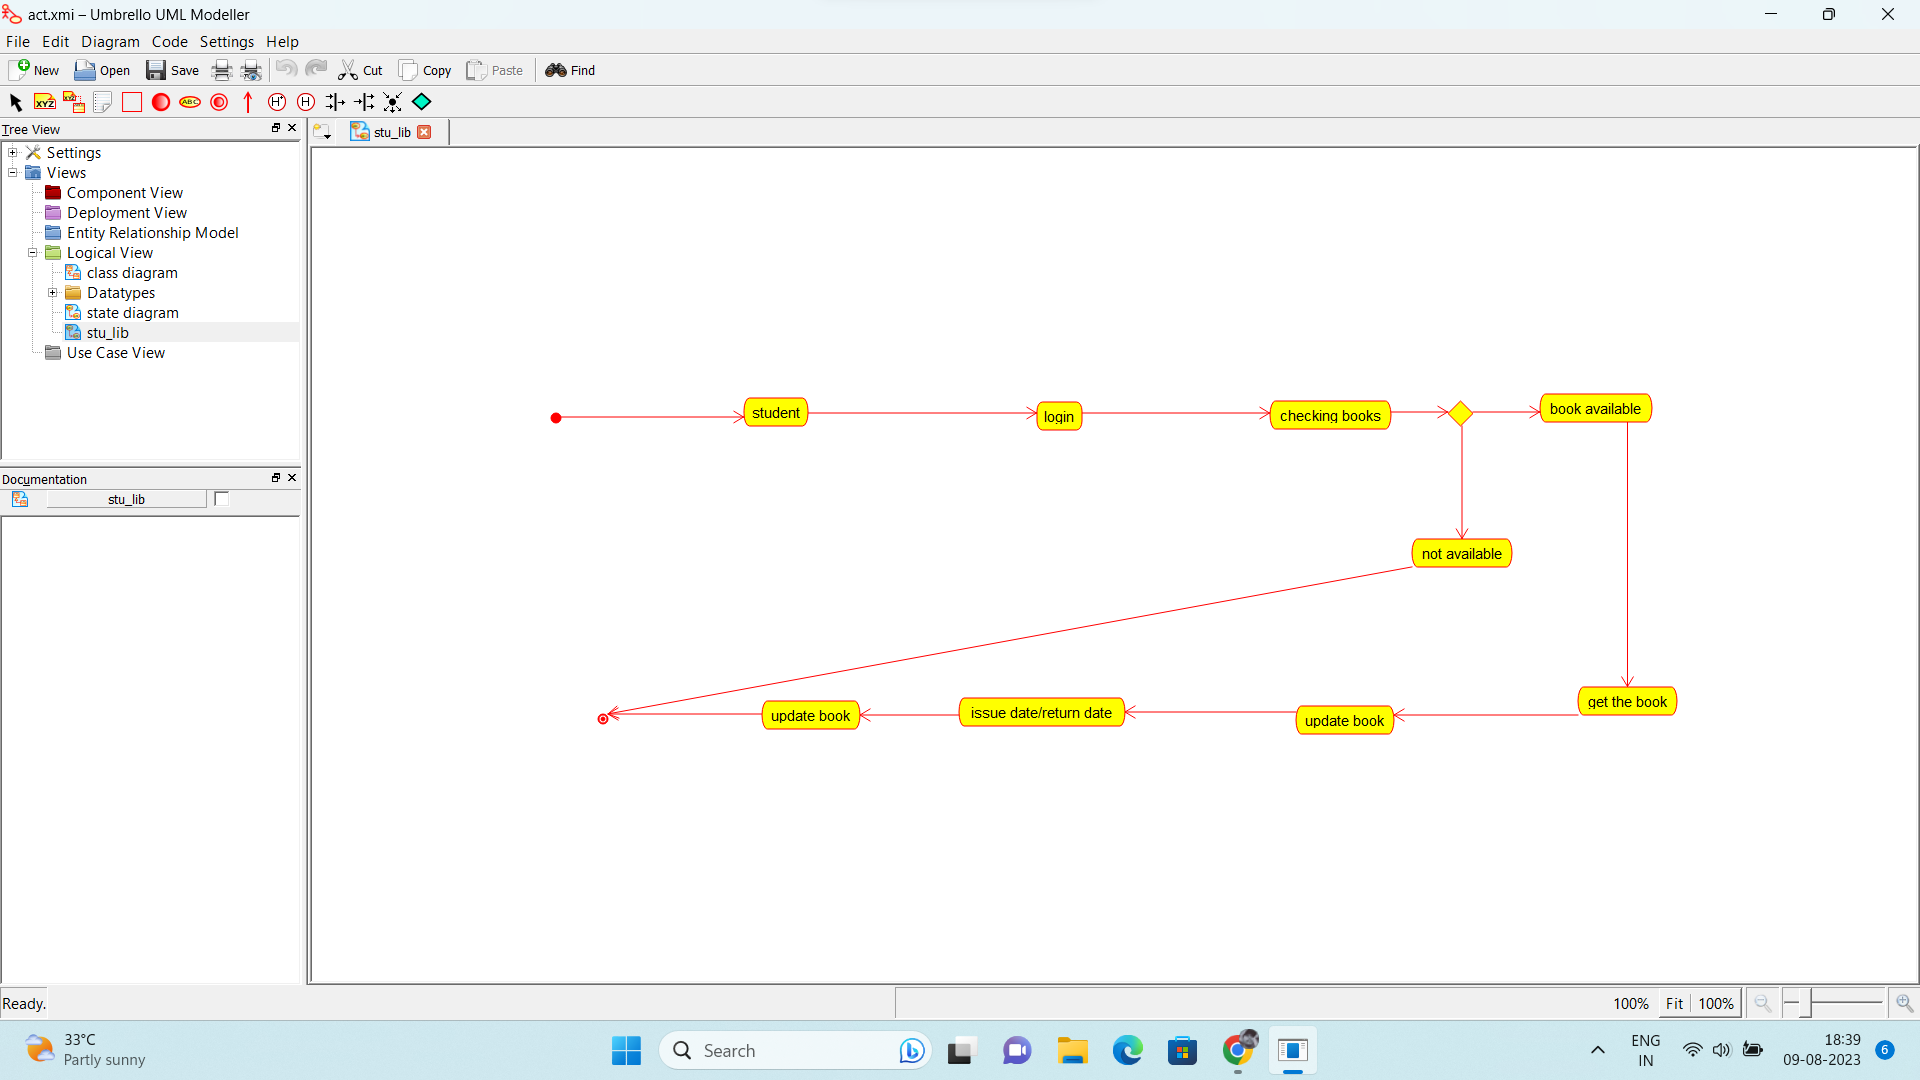 act.xmi – Umbrello UML Modeller
File Edit Diagram Code Settings Help
New Open Save Cut Copy Paste Find
XYZ XYZ ABC H* H
Tree View
stu_lib
Settings
Views
Component View
Deployment View
Entity Relationship Model
Logical View
class diagram
Datatypes
state diagram
stu_lib
Use Case View
Documentation
stu_lib
student
login
checking books
book available
not available
get the book
update book
issue date/return date
update book
Ready.
100% Fit 100%
33°C
Partly sunny
Search
ENG
IN
18:39
09-08-2023
6